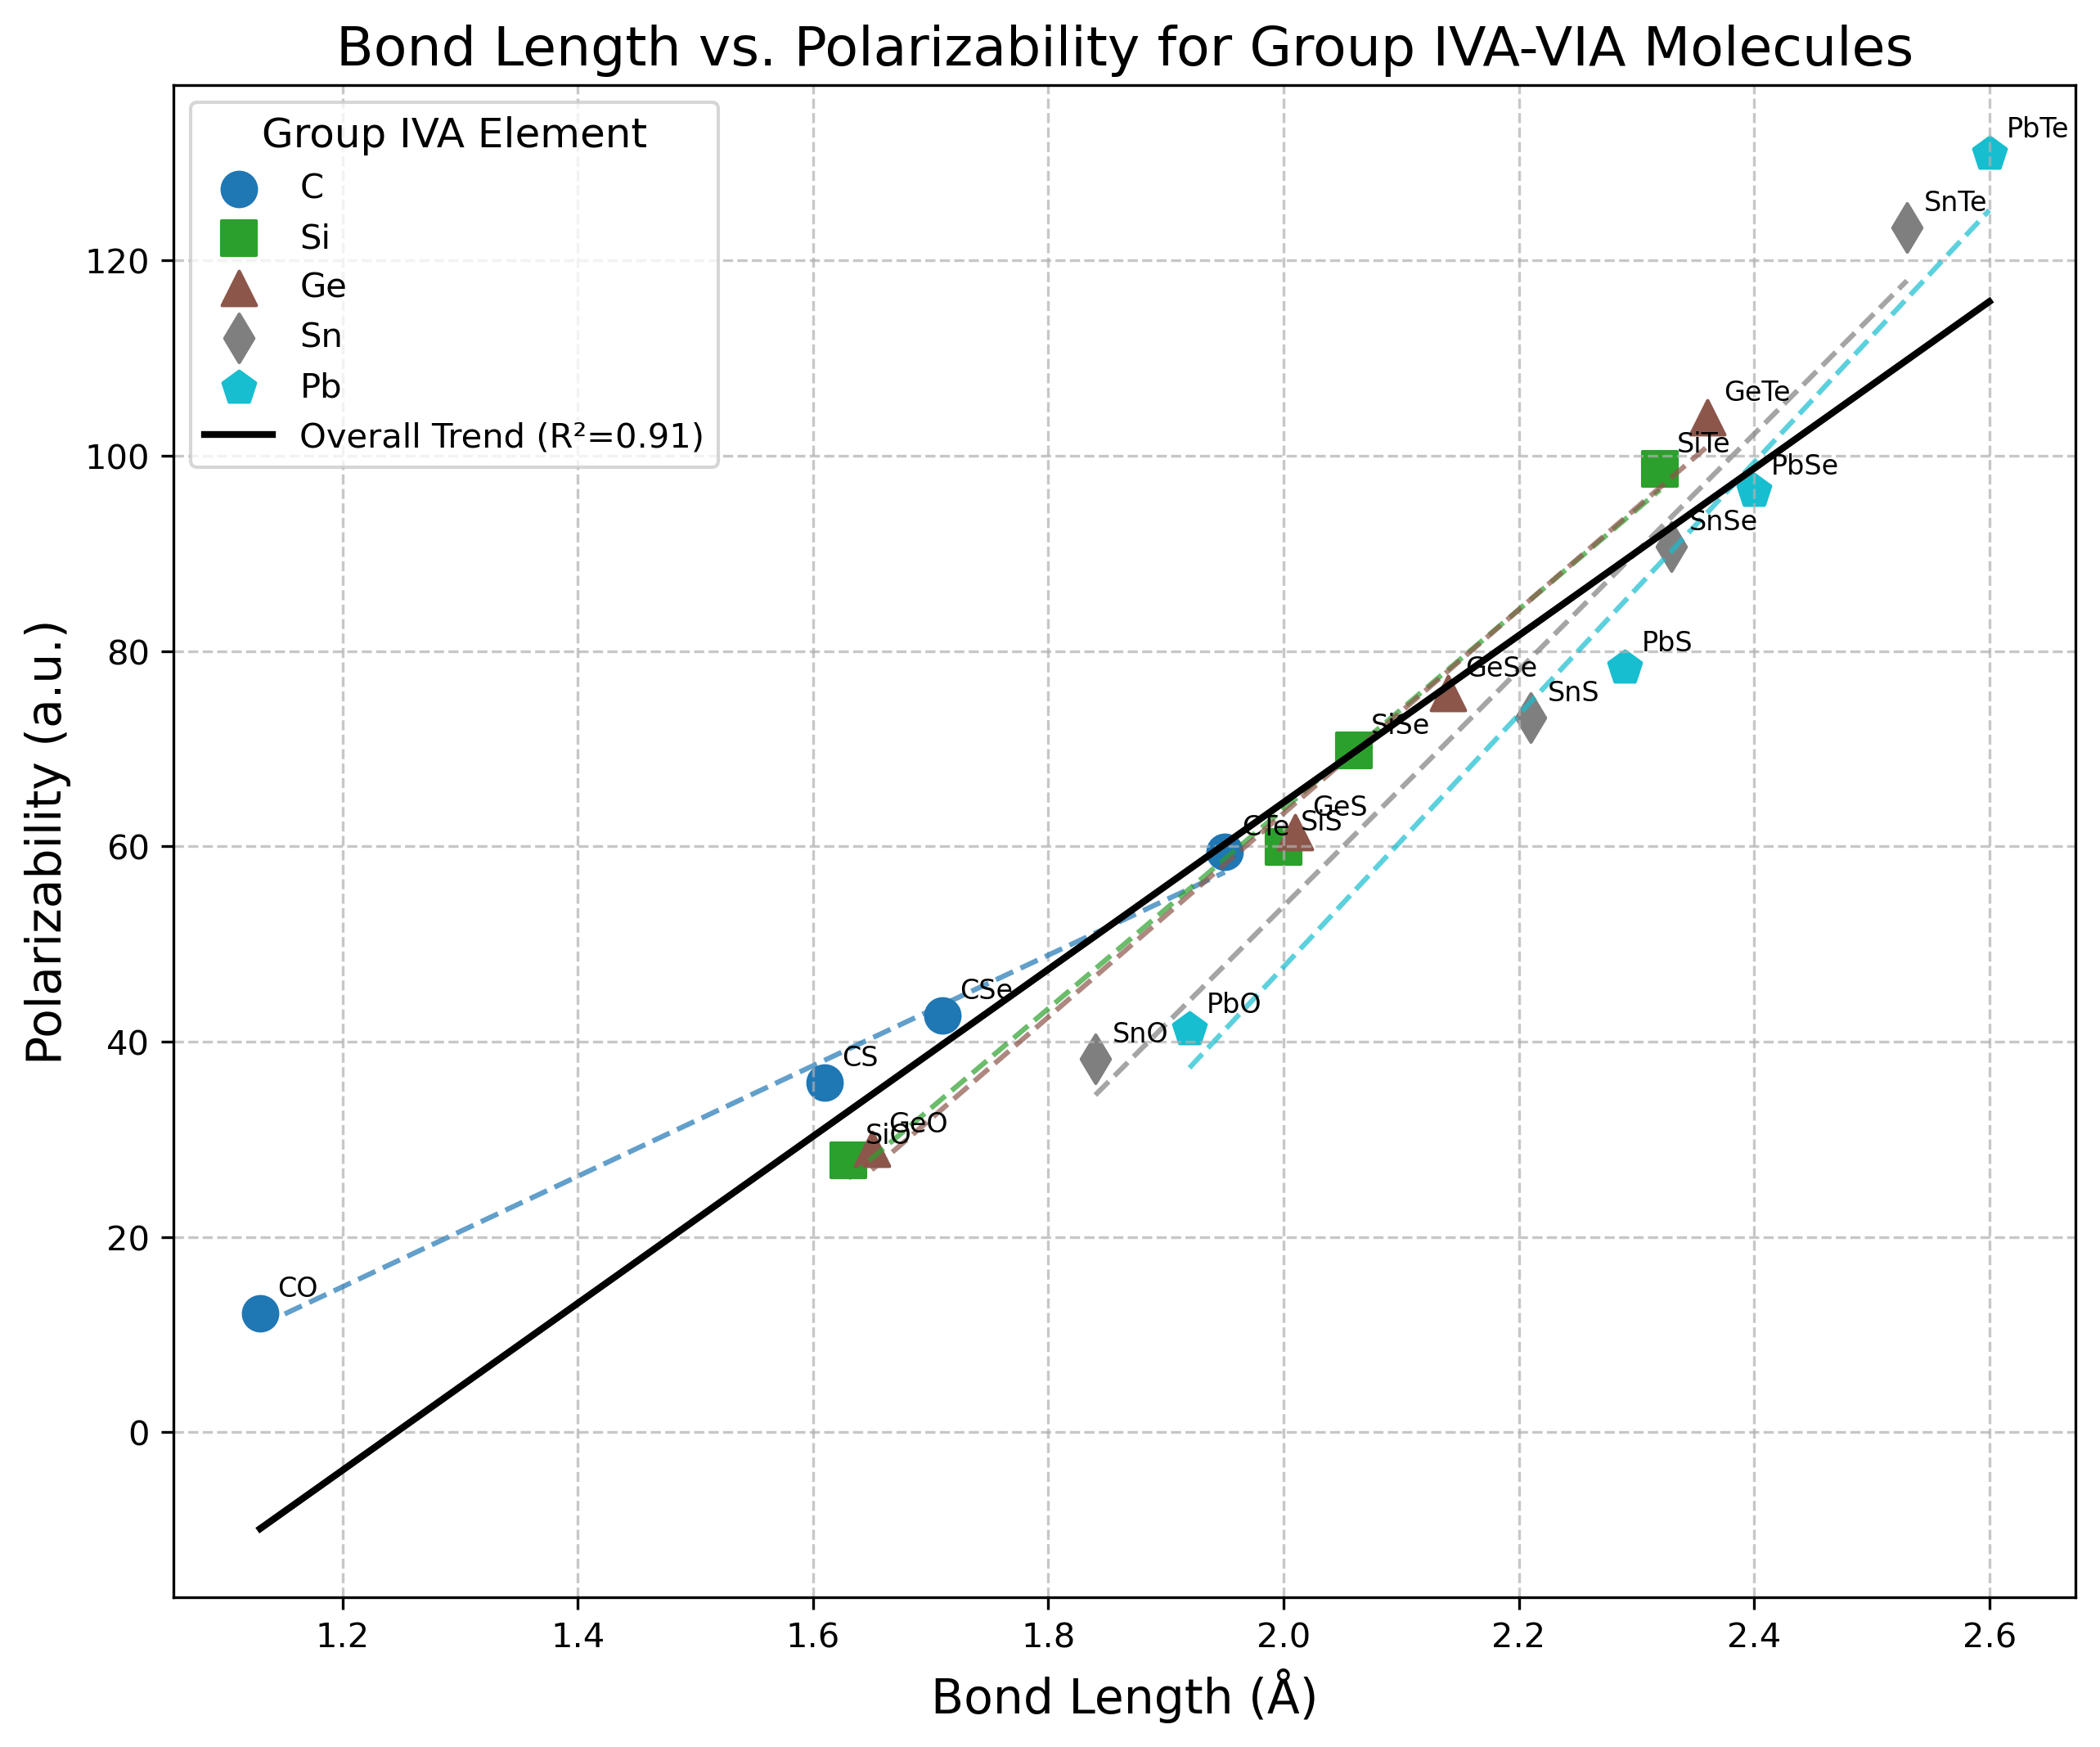 Bond Length vs. Polarizability for Group IVA-VIA Molecules
Group IVA Element
C
Si
Ge
Sn
Pb
Overall Trend (R²=0.91)
PbTe
SnTe
GeTe
SiTe
PbSe
SnSe
PbS
GeSe
SnS
SiSe
GeS
SiS
CTe
CSe
PbO
SnO
CS
GeO
SiO
CO
120
100
80
60
40
20
0
Polarizability (a.u.)
1.2 1.4 1.6 1.8 2.0 2.2 2.4 2.6
Bond Length (Å)